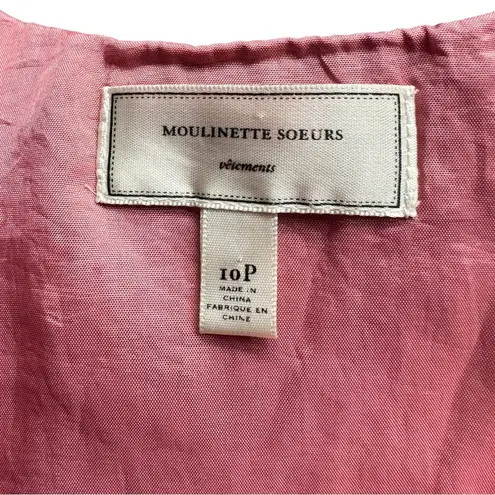 MOULINETTE SOEURS
vêtements
10P
MADE IN
CHINA
FABRIQUE EN
CHINE